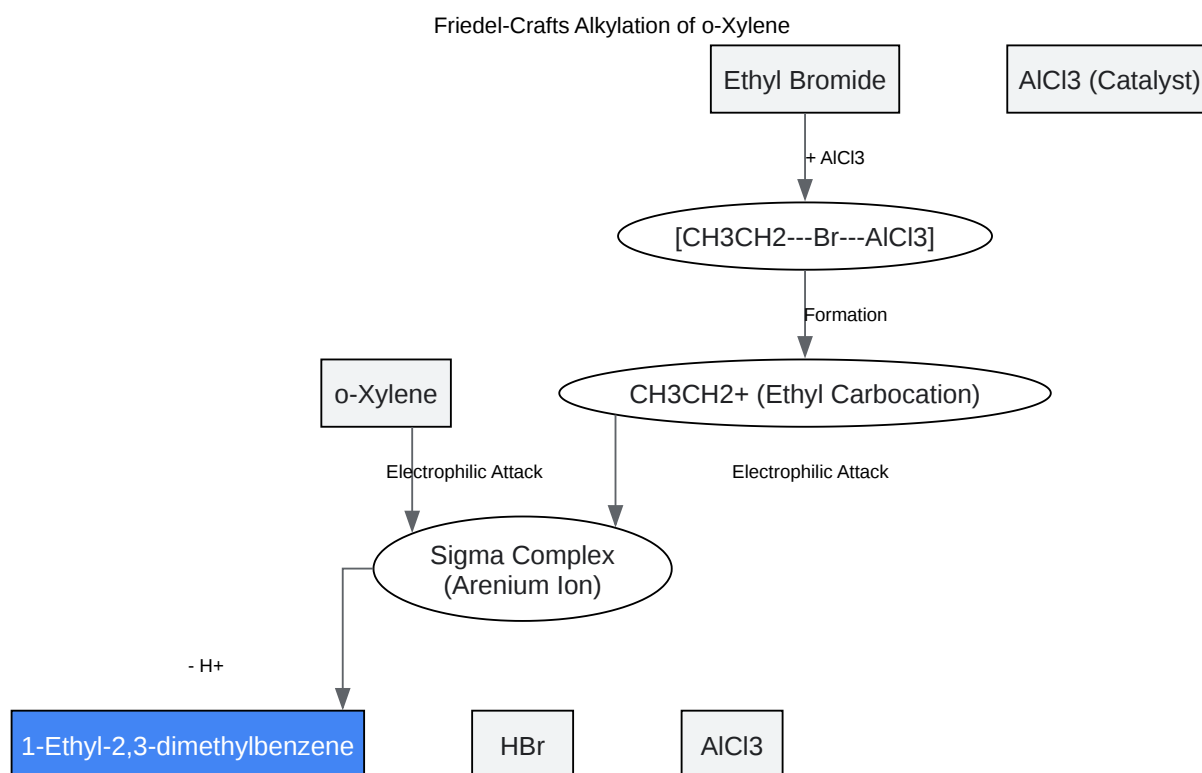 Friedel-Crafts Alkylation of o-Xylene
Ethyl Bromide
AlCl3 (Catalyst)
+ AlCl3
[CH3CH2---Br---AlCl3]
Formation
o-Xylene
CH3CH2+ (Ethyl Carbocation)
Electrophilic Attack
Electrophilic Attack
Sigma Complex
(Arenium Ion)
- H+
1-Ethyl-2,3-dimethylbenzene
HBr
AlCl3